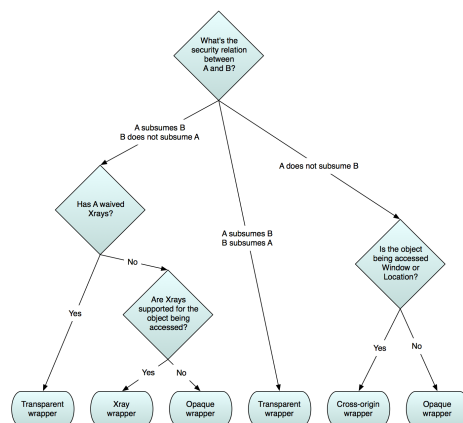 What's the
security relation
between
A and B?
A subsumes B
B does not subsume A
A does not subsume B
Has A waived
Xrays?
A subsumes B
B subsumes A
Is the object
being accessed
Window or
Location?
No
Are Xrays
supported for the
object being
accessed?
Yes
Yes
No
Yes
No
Transparent
wrapper
Xray
wrapper
Opaque
wrapper
Transparent
wrapper
Cross-origin
wrapper
Opaque
wrapper